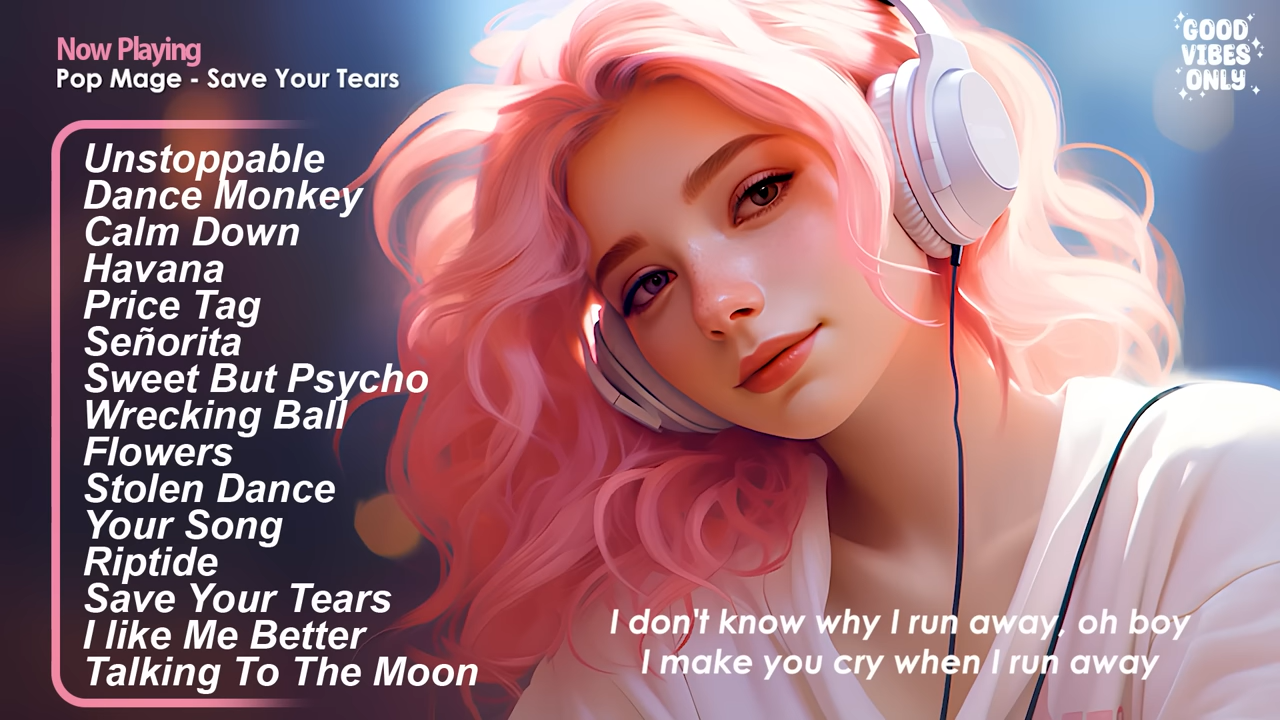 Now Playing
Pop Mage - Save Your Tears
GOOD
VIBES
ONLY
Unstoppable
Dance Monkey
Calm Down
Havana
Price Tag
Señorita
Sweet But Psycho
Wrecking Ball
Flowers
Stolen Dance
Your Song
Riptide
Save Your Tears
I like Me Better
Talking To The Moon
I don't know why I run away, oh boy
I make you cry when I run away